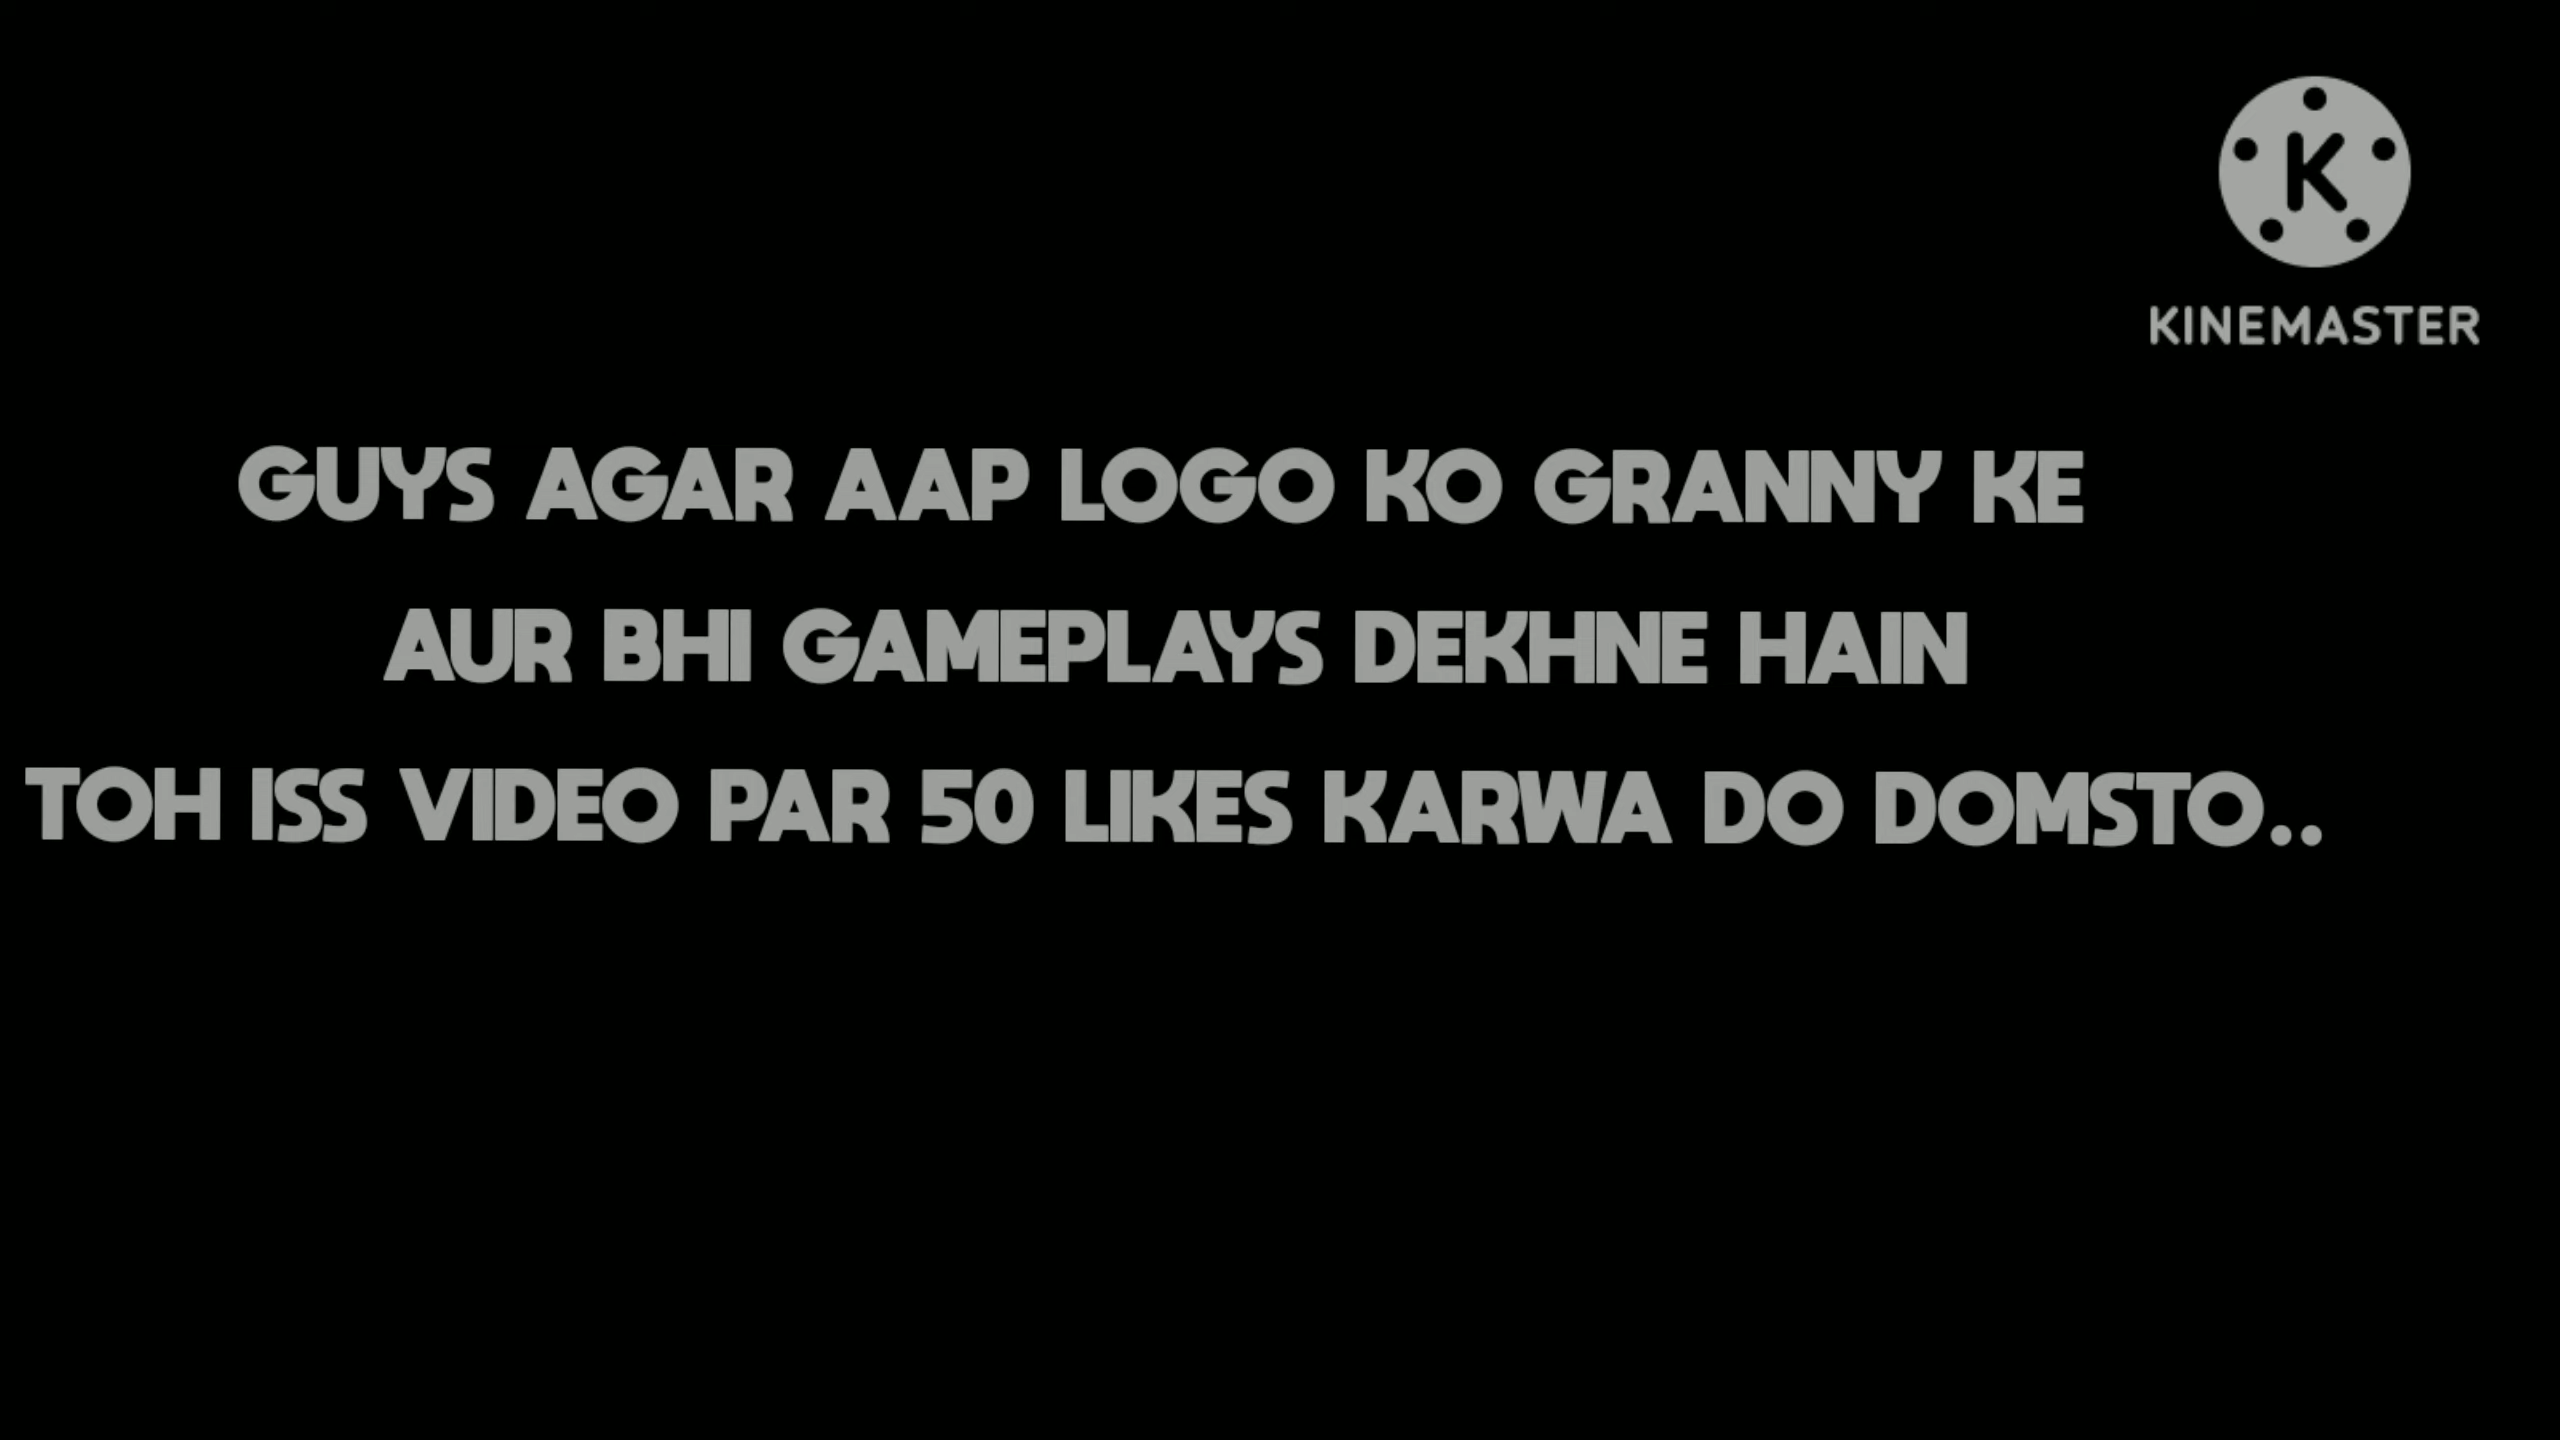 KINEMASTER
GUYS AGAR AAP LOGO KO GRANNY KE
AUR BHI GAMEPLAYS DEKHNE HAIN
TOH ISS VIDEO PAR 50 LIKES KARWA DO DOMSTO..